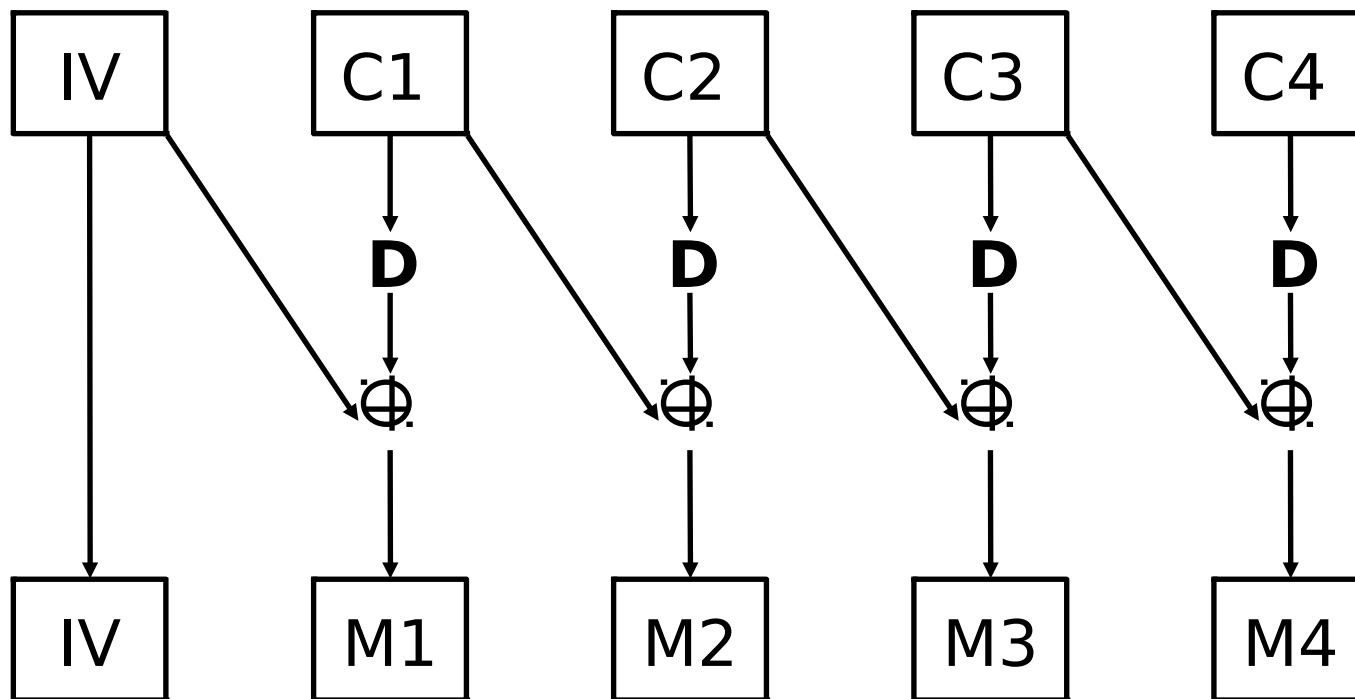 IV C1 C2 C3 C4
D D D D
⊕ ⊕ ⊕ ⊕
IV M1 M2 M3 M4